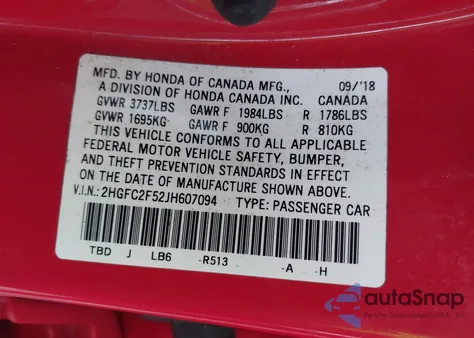 MFD. BY HONDA OF CANADA MFG., 09/'18
A DIVISION OF HONDA CANADA INC. CANADA
GVWR 3737LBS GAWR F 1984LBS R 1786LBS
GVWR 1695KG GAWR F 900KG R 810KG
THIS VEHICLE CONFORMS TO ALL APPLICABLE
FEDERAL MOTOR VEHICLE SAFETY, BUMPER,
AND THEFT PREVENTION STANDARDS IN EFFECT
ON THE DATE OF MANUFACTURE SHOWN ABOVE.
V.I.N.: 2HGFC2F52JH607094 TYPE: PASSENGER CAR
TBD J LB6 -R513 -A -H
autaSnap